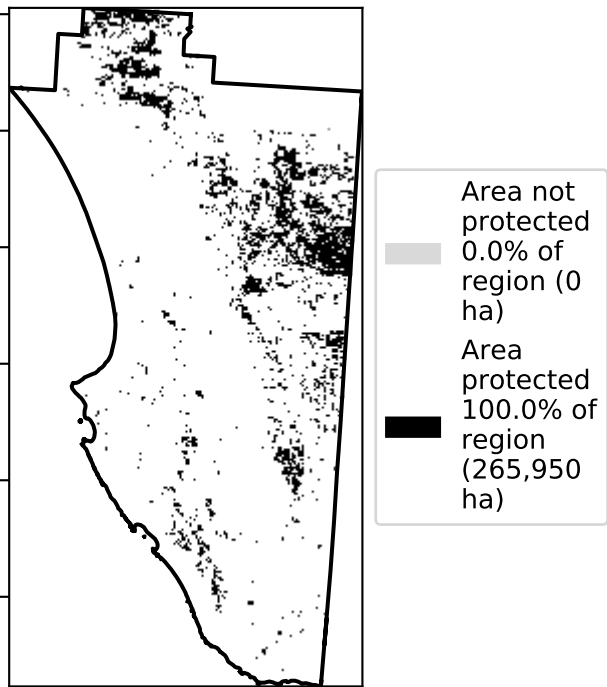 Area not
protected
0.0% of
region (0
ha)
Area
protected
100.0% of
region
(265,950
ha)